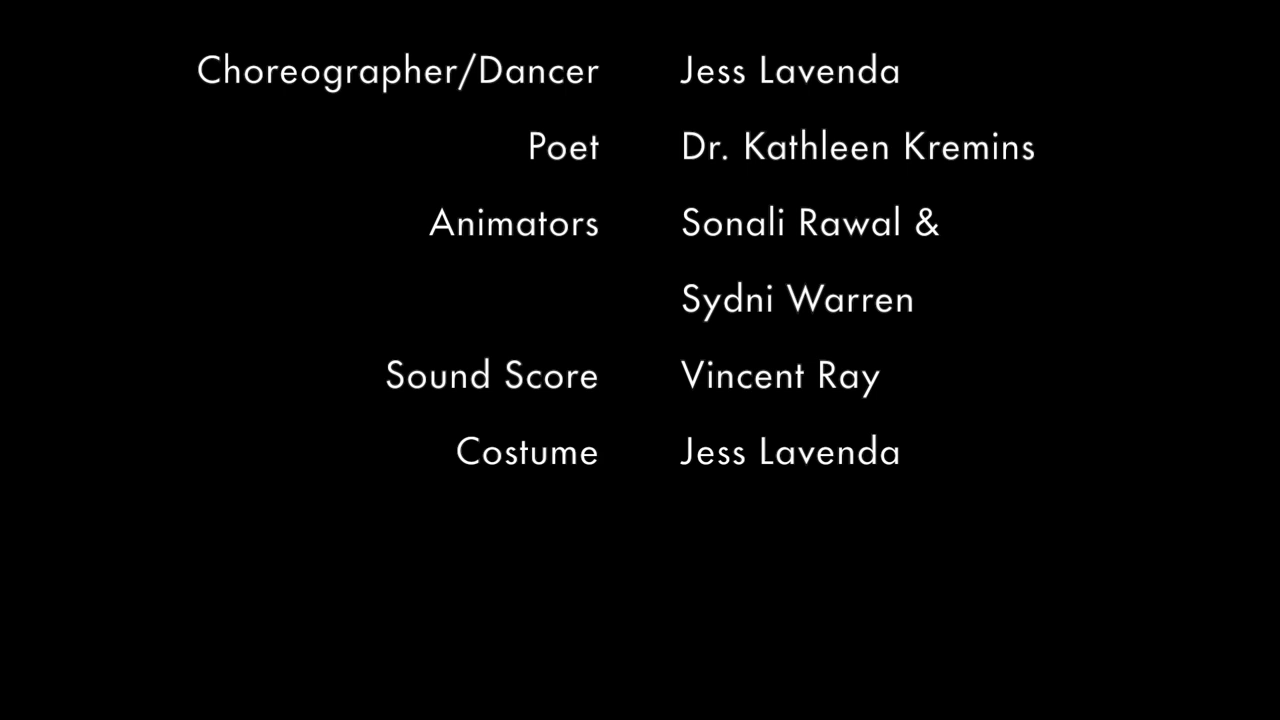 Choreographer/Dancer Jess Lavenda
Poet Dr. Kathleen Kremins
Animators Sonali Rawal &
Sydni Warren
Sound Score Vincent Ray
Costume Jess Lavenda